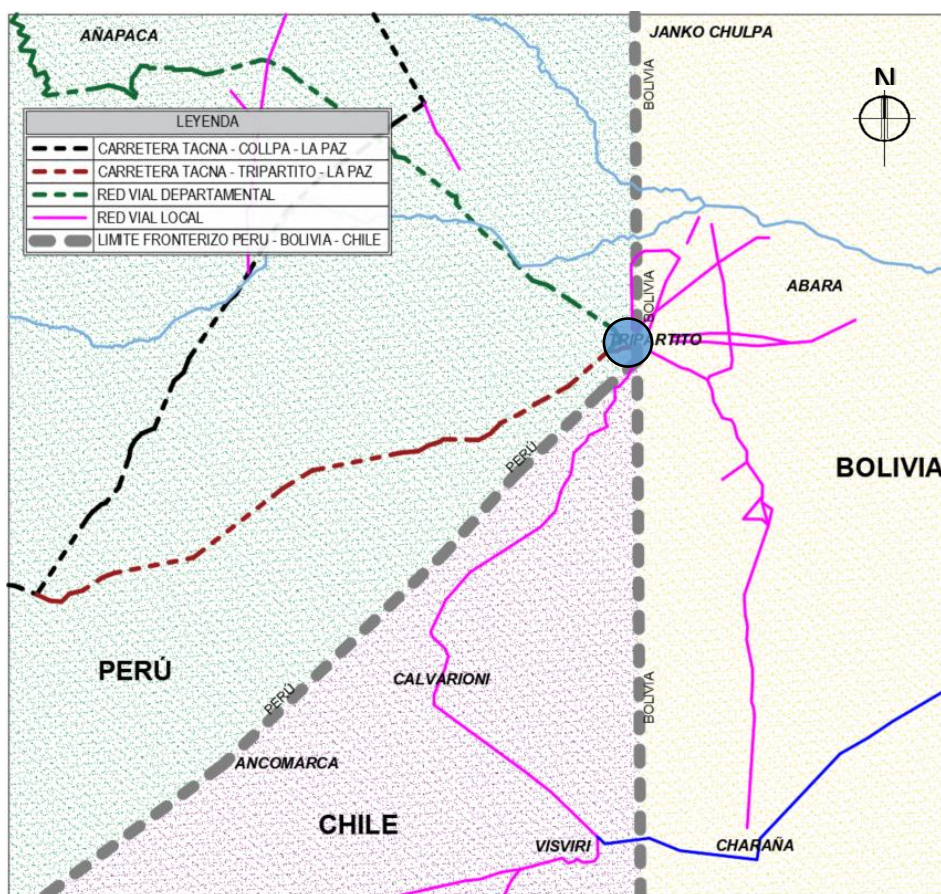 AÑAPACA
JANKO CHULPA
BOLIVIA
N
LEYENDA
CARRETERA TACNA - COLLPA - LA PAZ
CARRETERA TACNA - TRIPARTITO - LA PAZ
RED VIAL DEPARTAMENTAL
RED VIAL LOCAL
LIMITE FRONTERIZO PERU - BOLIVIA - CHILE
BOLIVIA
ABARA
TRIPARTITO
PERÚ
BOLIVIA
PERÚ
CALVARIONI
PERÚ
BOLIVIA
ANCOMARCA
CHILE
VISVIRI
CHARAÑA